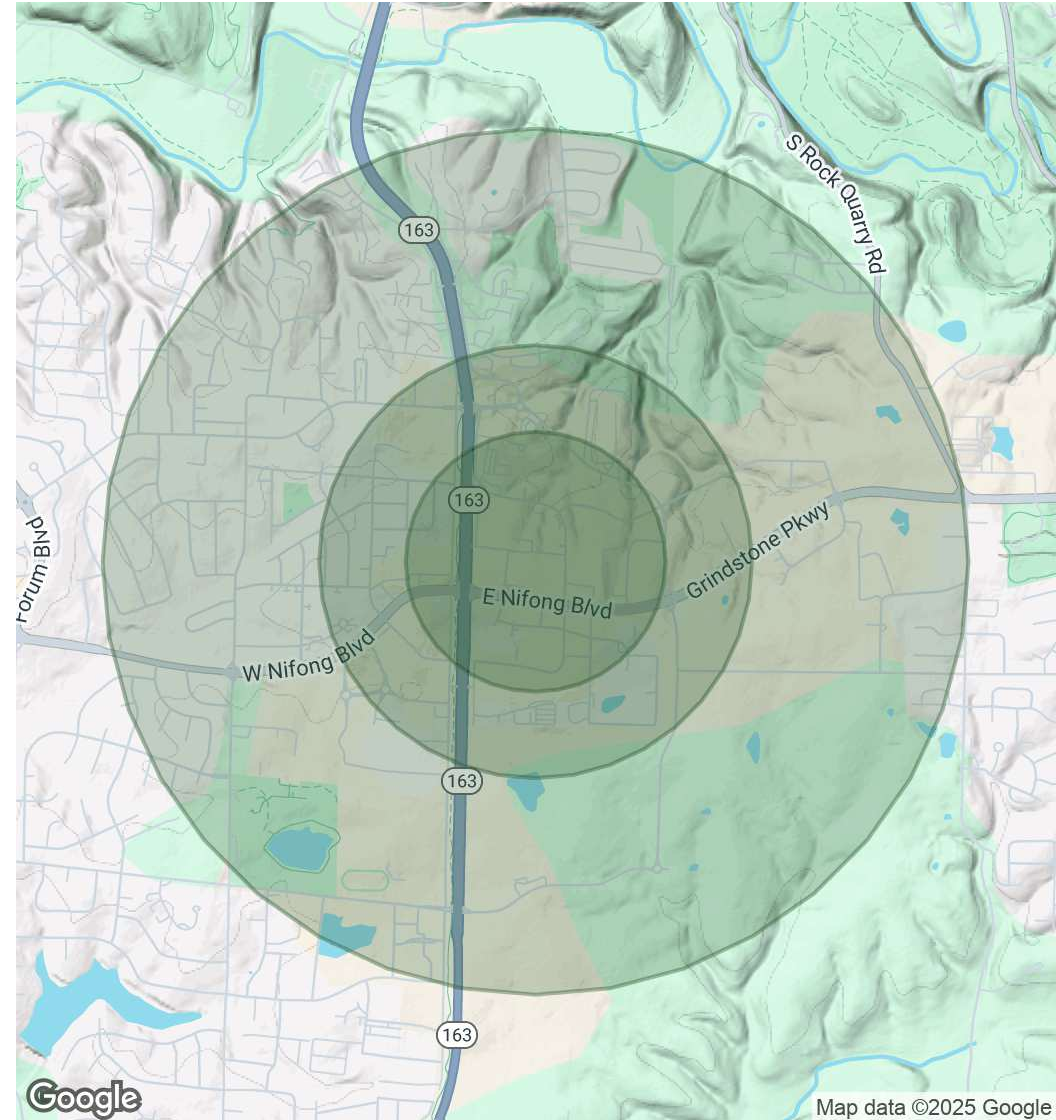 S Rock Quarry Rd
163
163
Forum Blvd
Grindstone Pkwy
E Nifong Blvd
W Nifong Blvd
163
163
Google
Map data ©2025 Google